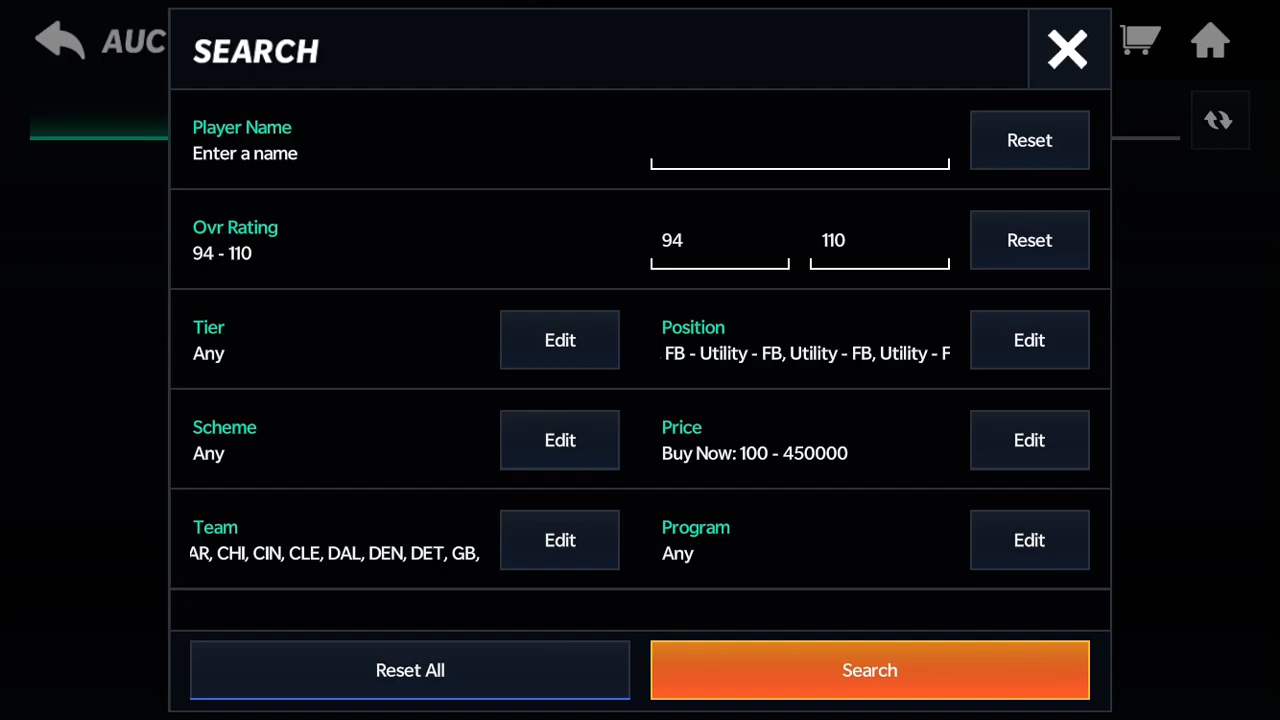 AUC
SEARCH
Player Name
Enter a name
Reset
Ovr Rating
94 - 110
94
110
Reset
Tier
Any
Edit
Position
FB - Utility - FB, Utility - FB, Utility - F
Edit
Scheme
Any
Edit
Price
Buy Now: 100 - 450000
Edit
Team
AR, CHI, CIN, CLE, DAL, DEN, DET, GB,
Edit
Program
Any
Edit
Reset All
Search